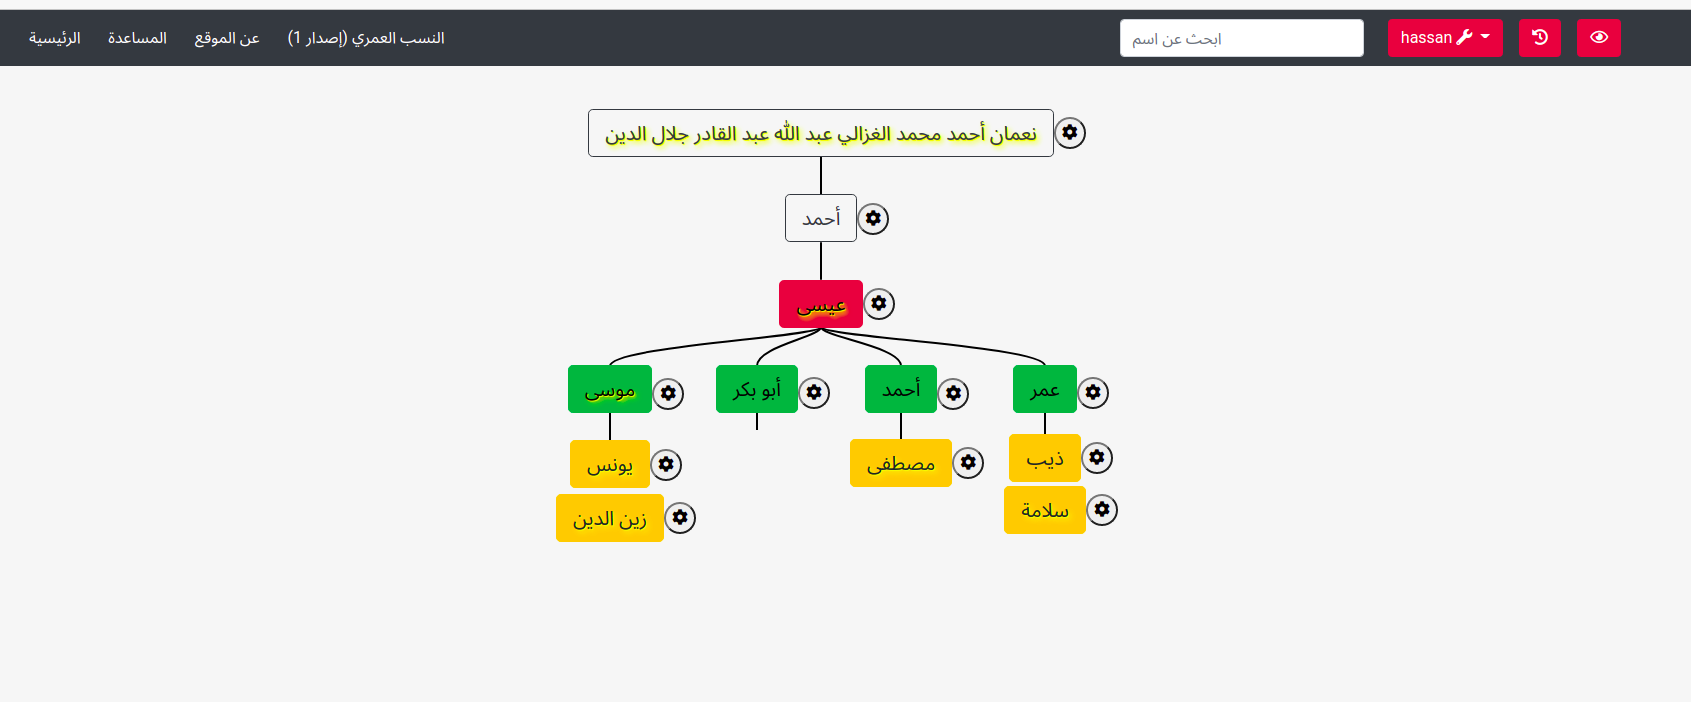 الرئيسية
المساعدة
عن الموقع
النسب العمري (إصدار 1)
ابحث عن اسم
hassan
نعمان أحمد محمد الغزالي عبد الله عبد القادر جلال الدين
أحمد
عيسى
عمر
أحمد
أبو بكر
موسى
ذيب
مصطفى
يونس
سلامة
زين الدين